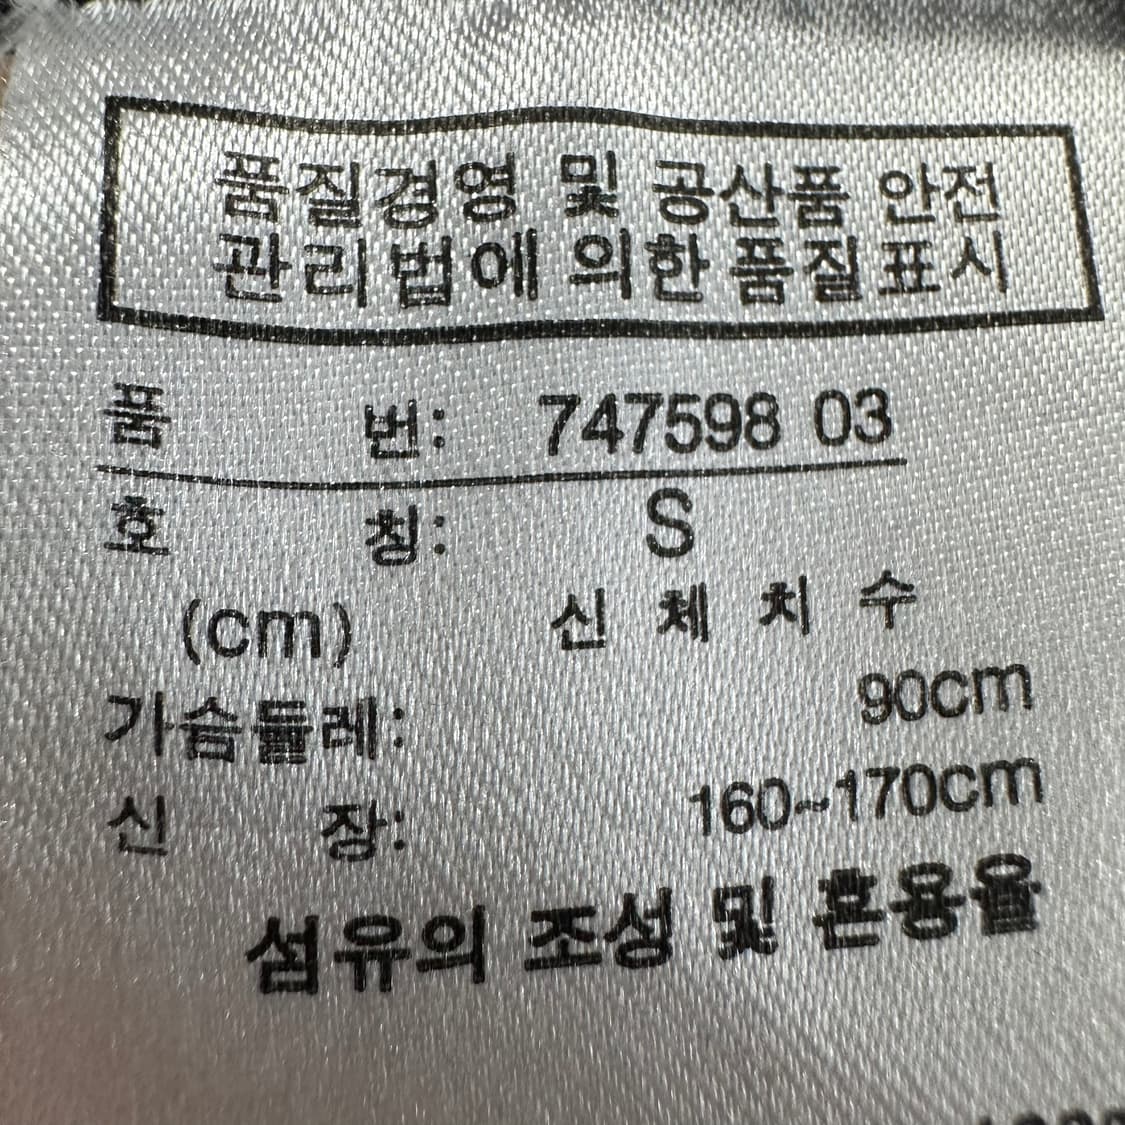 품질경영 및 공산품 안전
관리법에 의한 품질표시
품 번: 747598 03
호 칭: S
(cm) 신 체 치 수
가슴둘레: 90cm
신 장: 160~170cm
섬유의 조성 및 혼용율